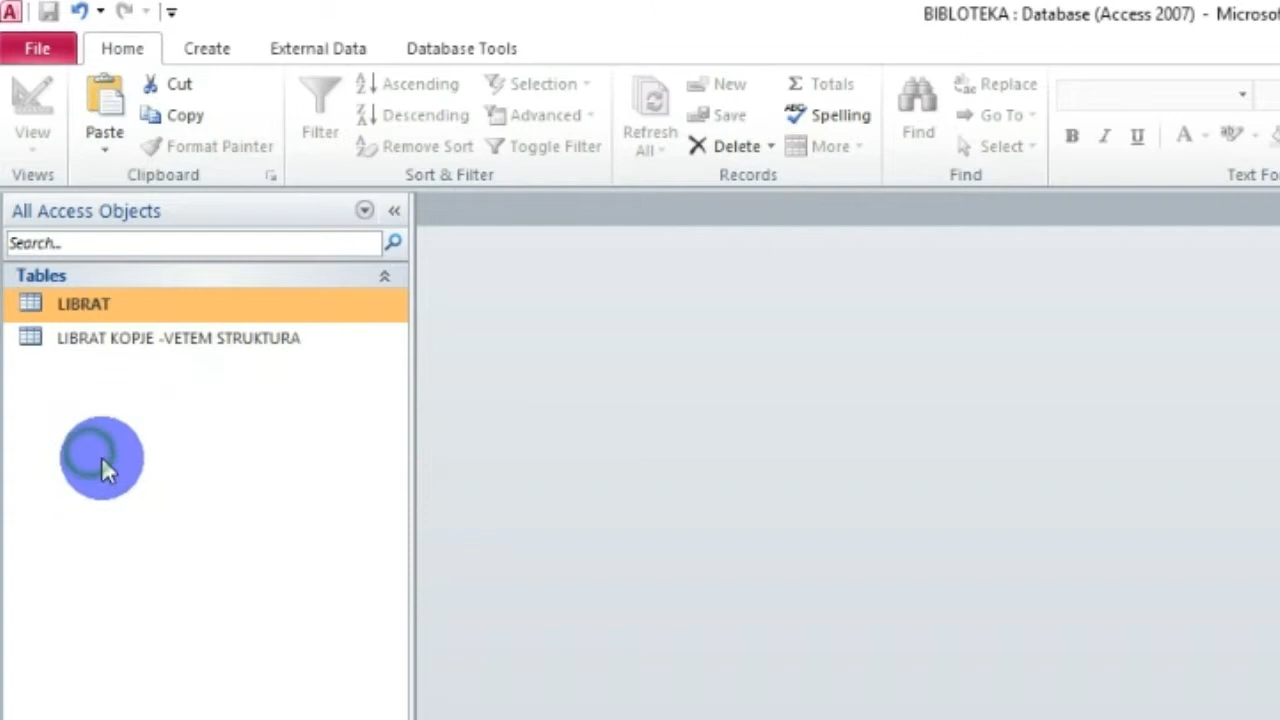 A
BIBLOTEKA : Database (Access 2007) - Microsof
File Home Create External Data Database Tools
View
Views
Paste
Cut
Copy
Format Painter
Clipboard
Filter
Ascending
Descending
Remove Sort
Selection
Advanced
Toggle Filter
Sort & Filter
Refresh
All
New
Save
Delete
Totals
Spelling
More
Records
Find
Replace
Go To
Select
Find
B I U A
Text Fo
All Access Objects
Search...
Tables
LIBRAT
LIBRAT KOPJE -VETEM STRUKTURA